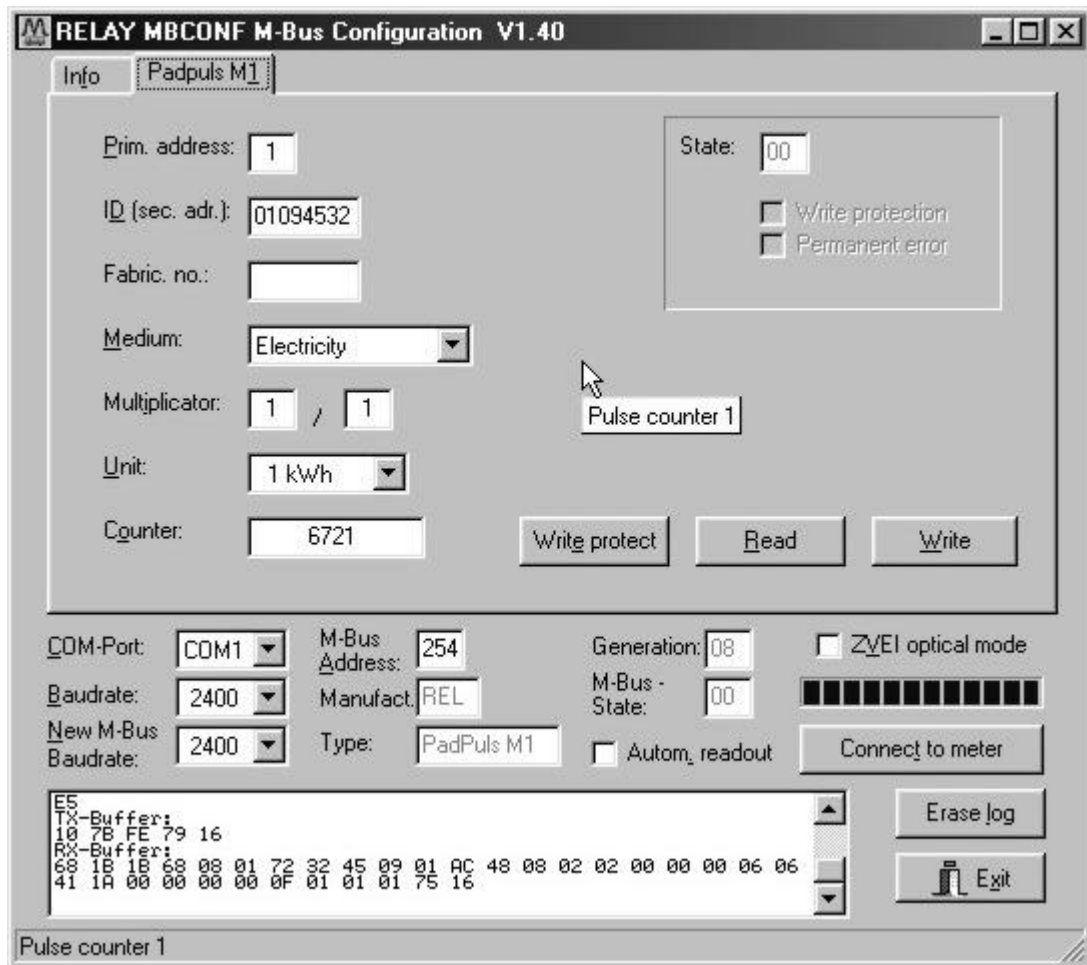 RELAY MBCONF M-Bus Configuration V1.40
Info
Padpuls M1
Prim. address: 1
State: 00
ID (sec. adr.): 01094532
Write protection
Permanent error
Fabric. no.:
Medium: Electricity
Multiplicator: 1 / 1
Pulse counter 1
Unit: 1 kWh
Counter: 6721
Write protect
Read
Write
COM-Port: COM1
M-Bus Address: 254
Generation: 08
ZVEI optical mode
Baudrate: 2400
Manufact. REL
M-Bus - State: 00
New M-Bus Baudrate: 2400
Type: PadPuls M1
Autom. readout
Connect to meter
E5
TX-Buffer:
10 7B FE 79 16
RX-Buffer:
68 1B 1B 68 08 01 72 32 45 09 01 AC 48 08 02 02 00 00 00 06 06
41 1A 00 00 00 00 0F 01 01 01 75 16
Erase log
Exit
Pulse counter 1